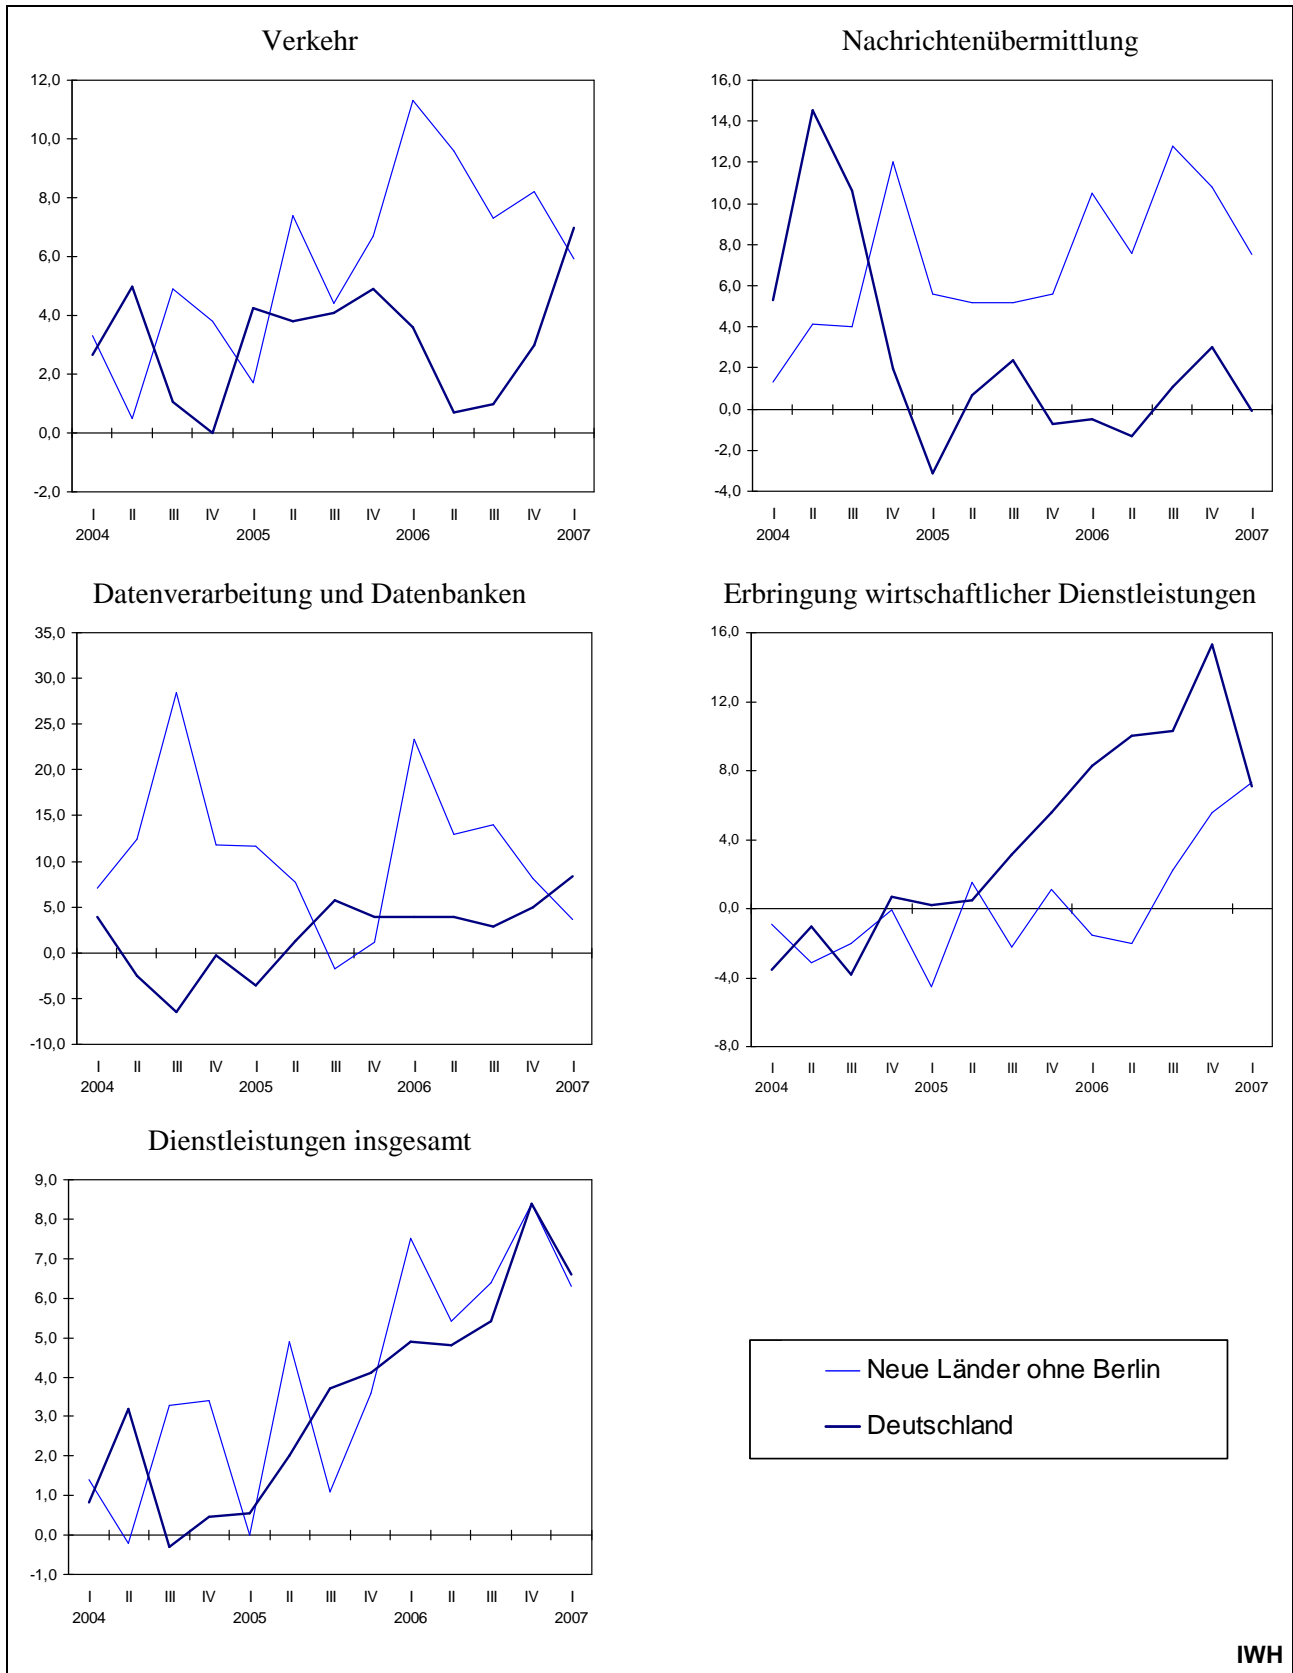 Verkehr
12,0
10,0
8,0
6,0
4,0
2,0
0,0
-2,0
I II III IV I II III IV I II III IV I
2004 2005 2006 2007
Nachrichtenübermittlung
16,0
14,0
12,0
10,0
8,0
6,0
4,0
2,0
0,0
-2,0
-4,0
I II III IV I II III IV I II III IV I
2004 2005 2006 2007
Datenverarbeitung und Datenbanken
35,0
30,0
25,0
20,0
15,0
10,0
5,0
0,0
-5,0
-10,0
I II III IV I II III IV I II III IV I
2004 2005 2006 2007
Erbringung wirtschaftlicher Dienstleistungen
16,0
12,0
8,0
4,0
0,0
-4,0
-8,0
I II III IV I II III IV I II III IV I
2004 2005 2006 2007
Dienstleistungen insgesamt
9,0
8,0
7,0
6,0
5,0
4,0
3,0
2,0
1,0
0,0
-1,0
I II III IV I II III IV I II III IV I
2004 2005 2006 2007
Neue Länder ohne Berlin
Deutschland
IWH